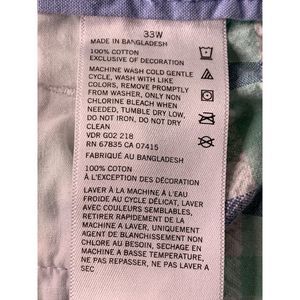 33W
MADE IN BANGLADESH
100% COTTON
EXCLUSIVE OF DECORATION
MACHINE WASH COLD GENTLE
CYCLE, WASH WITH LIKE
COLORS, REMOVE PROMPTLY
FROM WASHER, ONLY NON
CHLORINE BLEACH WHEN
NEEDED, TUMBLE DRY LOW,
DO NOT IRON, DO NOT DRY
CLEAN
VDR G02 218
RN 67835 CA 07415
FABRIQUÉ AU BANGLADESH
100% COTON
À L'EXCEPTION DES DÉCORATION
LAVER À LA MACHINE À L'EAU
FROIDE AU CYCLE DÉLICAT, LAVER
AVEC COULEURS SEMBLABLES,
RETIRER RAPIDEMENT DE LA
MACHINE A LAVER, UNIQUEMENT
AGENT DE BLANCHISSEMENT NON
CHLORE AU BESOIN, SECHAGE EN
MACHINE A BASSE TEMPERATURE,
NE PAS REPASSER, NE PAS LAVER A
SEC